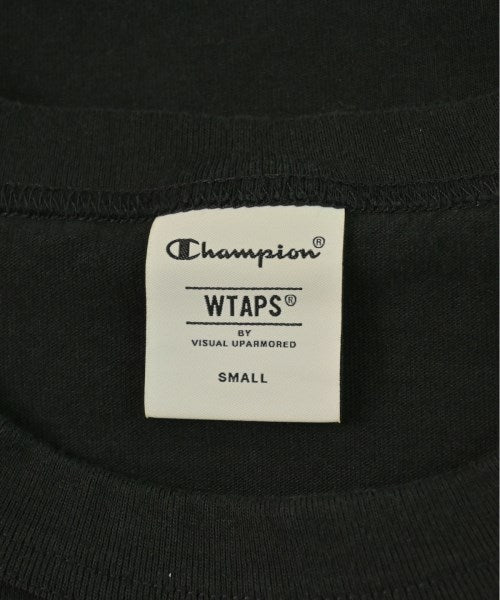 Champion®
WTAPS®
BY
VISUAL UPARMORED
SMALL